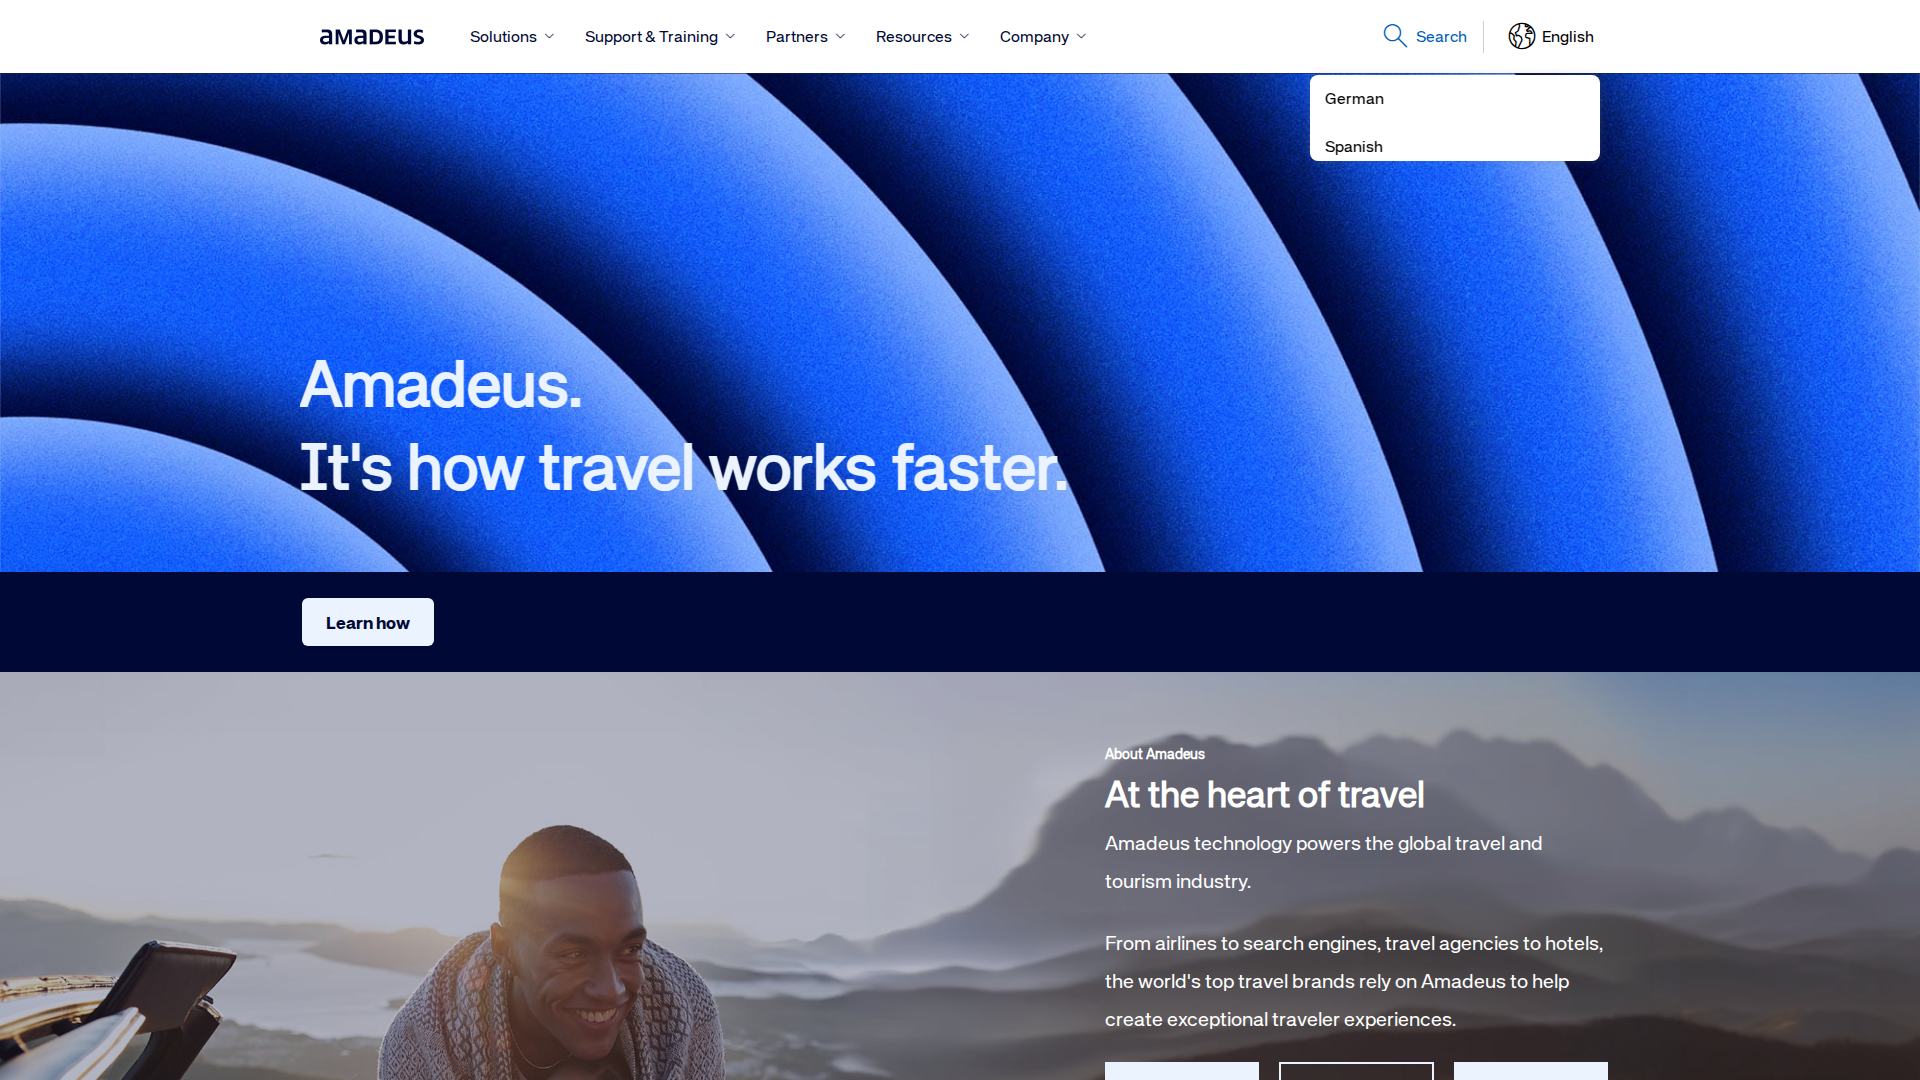 amadeus
Solutions
Support & Training
Partners
Resources
Company
Search
English
German
Spanish
Amadeus.
It's how travel works faster.
Learn how
About Amadeus
At the heart of travel
Amadeus technology powers the global travel and
tourism industry.
From airlines to search engines, travel agencies to hotels,
the world's top travel brands rely on Amadeus to help
create exceptional traveler experiences.